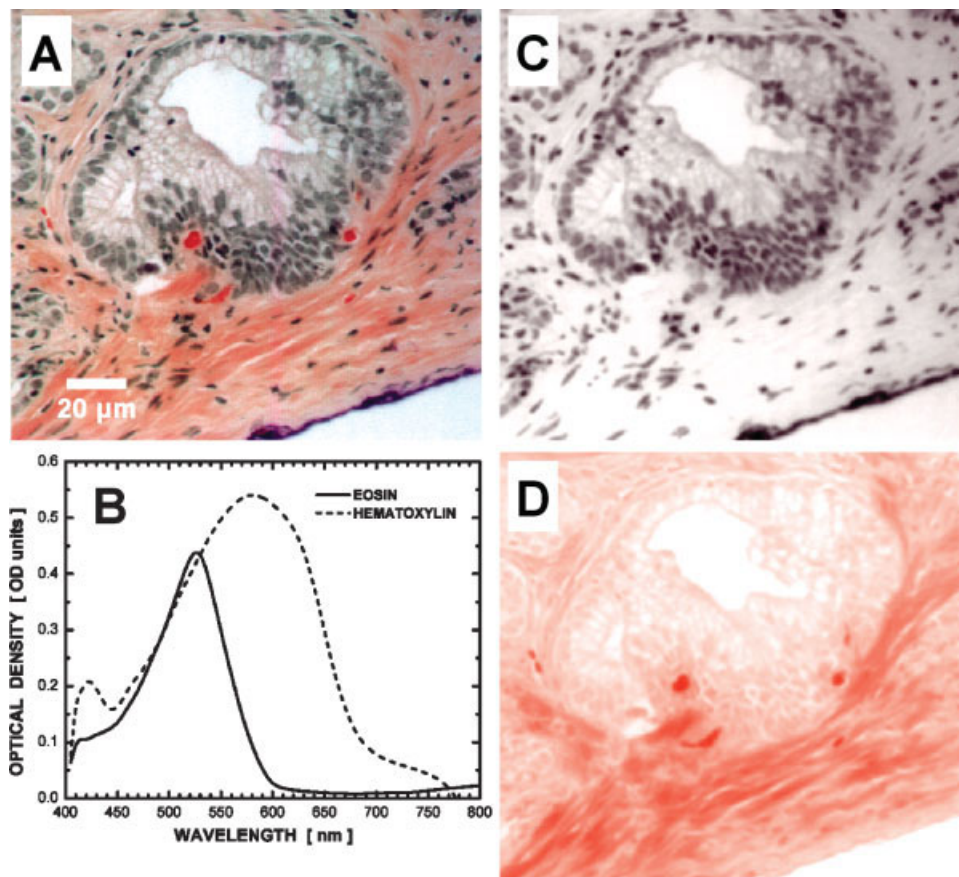 A
20 µm
C
B
EOSIN
HEMATOXYLIN
OPTICAL DENSITY [ OD units ]
0.6
0.5
0.4
0.3
0.2
0.1
0.0
400 450 500 550 600 650 700 750 800
WAVELENGTH [ nm ]
D